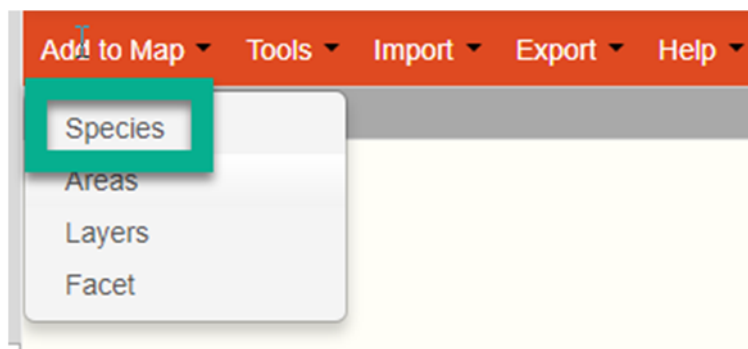 Add to Map Tools Import Export Help
Species
Areas
Layers
Facet